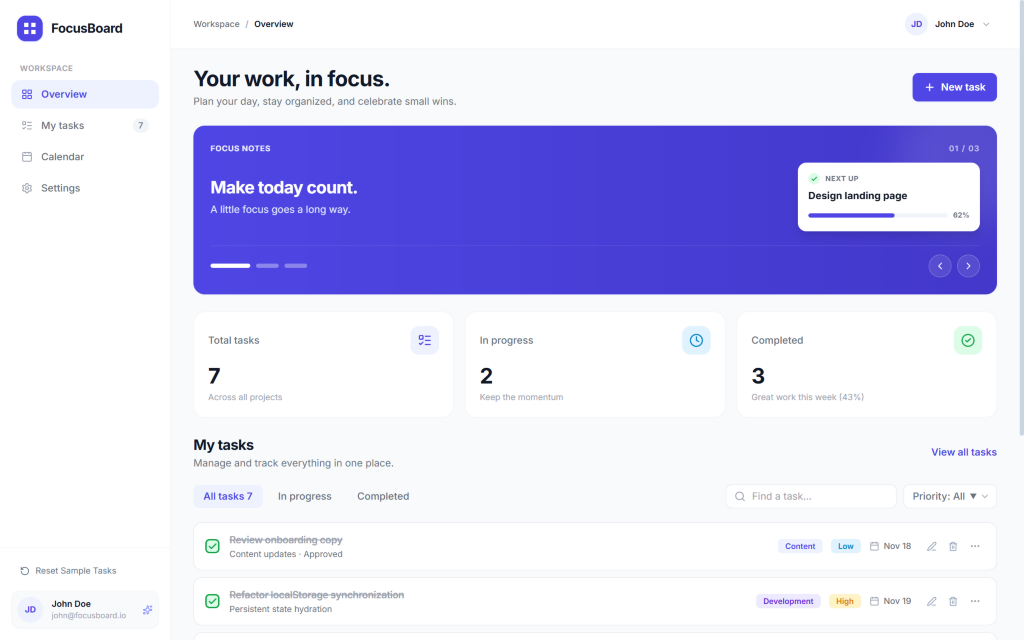 FocusBoard
WORKSPACE
Overview
My tasks 7
Calendar
Settings
Reset Sample Tasks
JD John Doe
john@focusboard.io
Workspace / Overview
JD John Doe
Your work, in focus.
Plan your day, stay organized, and celebrate small wins.
+ New task
FOCUS NOTES
01 / 03
Make today count.
A little focus goes a long way.
NEXT UP
Design landing page
62%
Total tasks
7
Across all projects
In progress
2
Keep the momentum
Completed
3
Great work this week (43%)
My tasks
Manage and track everything in one place.
View all tasks
All tasks 7 In progress Completed
Find a task...
Priority: All ▼
Review onboarding copy
Content updates · Approved
Content Low Nov 18
Refactor localStorage synchronization
Persistent state hydration
Development High Nov 19